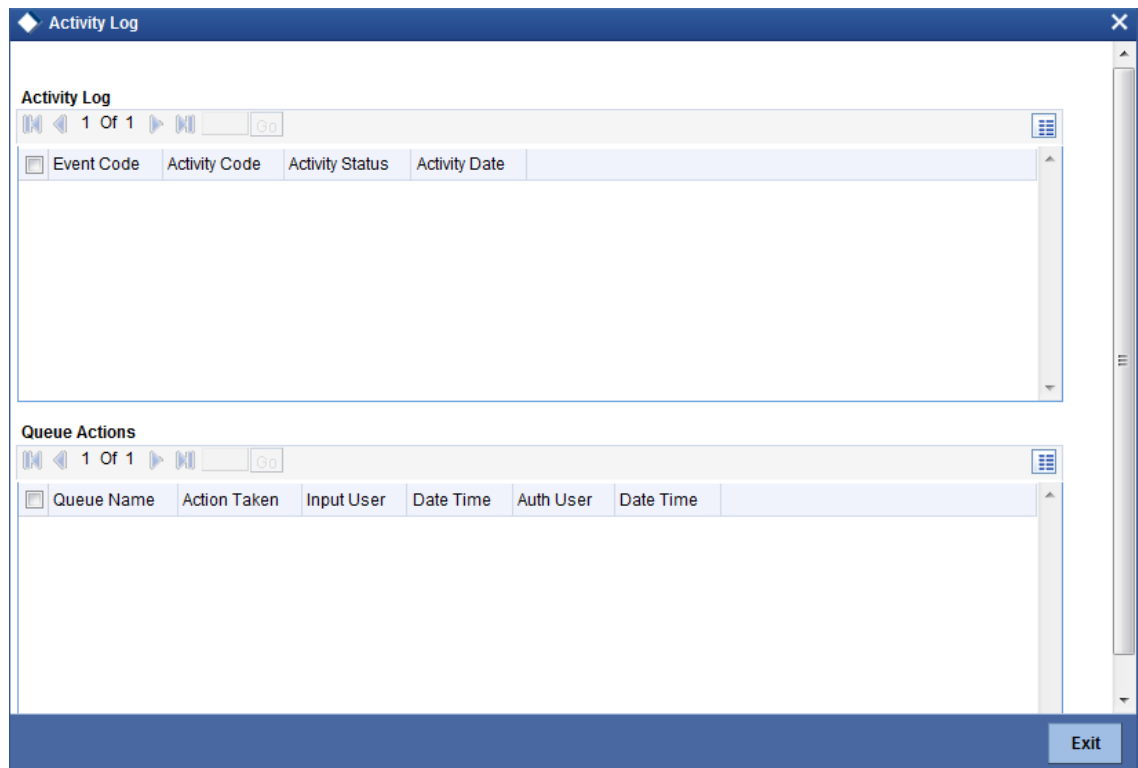 Activity Log
Activity Log
1 Of 1 Go
Event Code Activity Code Activity Status Activity Date
Queue Actions
1 Of 1 Go
Queue Name Action Taken Input User Date Time Auth User Date Time
Exit